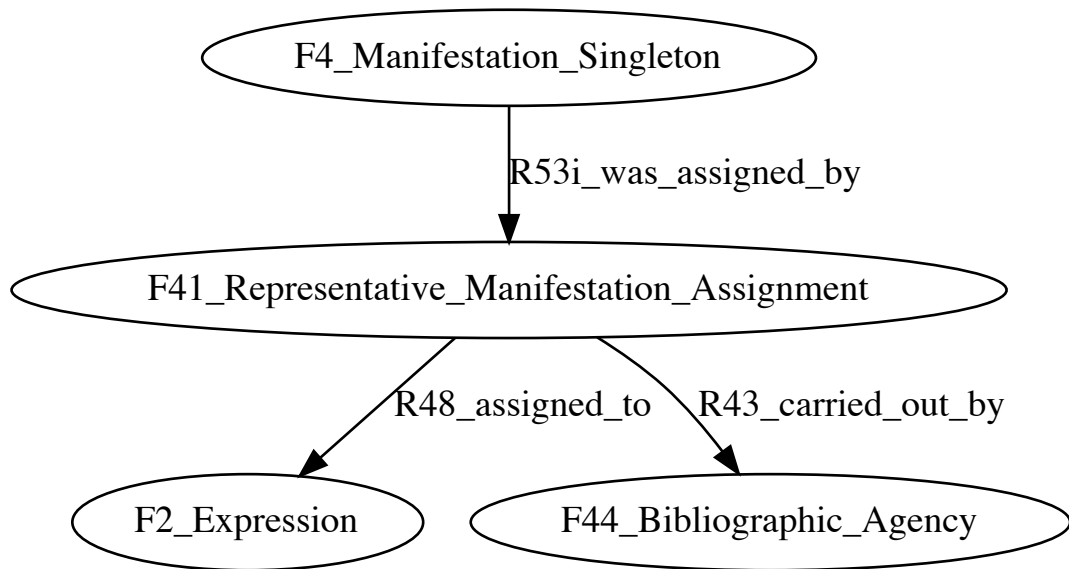 F4_Manifestation_Singleton
R53i_was_assigned_by
F41_Representative_Manifestation_Assignment
R48_assigned_to
R43_carried_out_by
F2_Expression
F44_Bibliographic_Agency